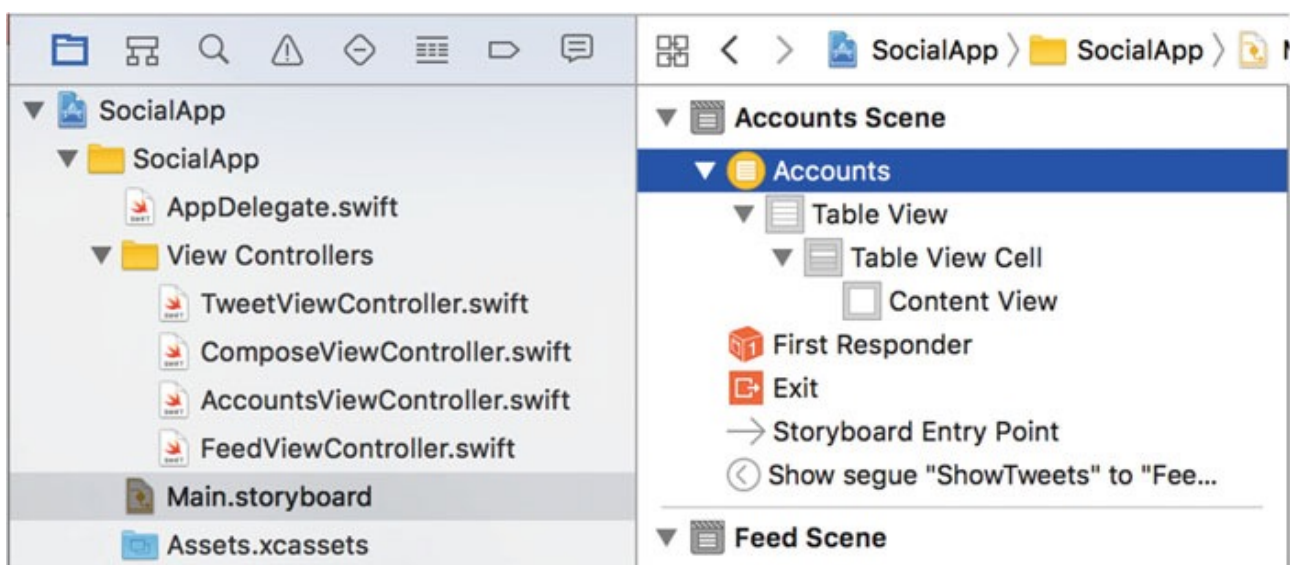 SocialApp 〉 SocialApp 〉
SocialApp
SocialApp
AppDelegate.swift
View Controllers
TweetViewController.swift
ComposeViewController.swift
AccountsViewController.swift
FeedViewController.swift
Main.storyboard
Assets.xcassets
Accounts Scene
Accounts
Table View
Table View Cell
Content View
First Responder
Exit
Storyboard Entry Point
Show segue "ShowTweets" to "Fee...
Feed Scene